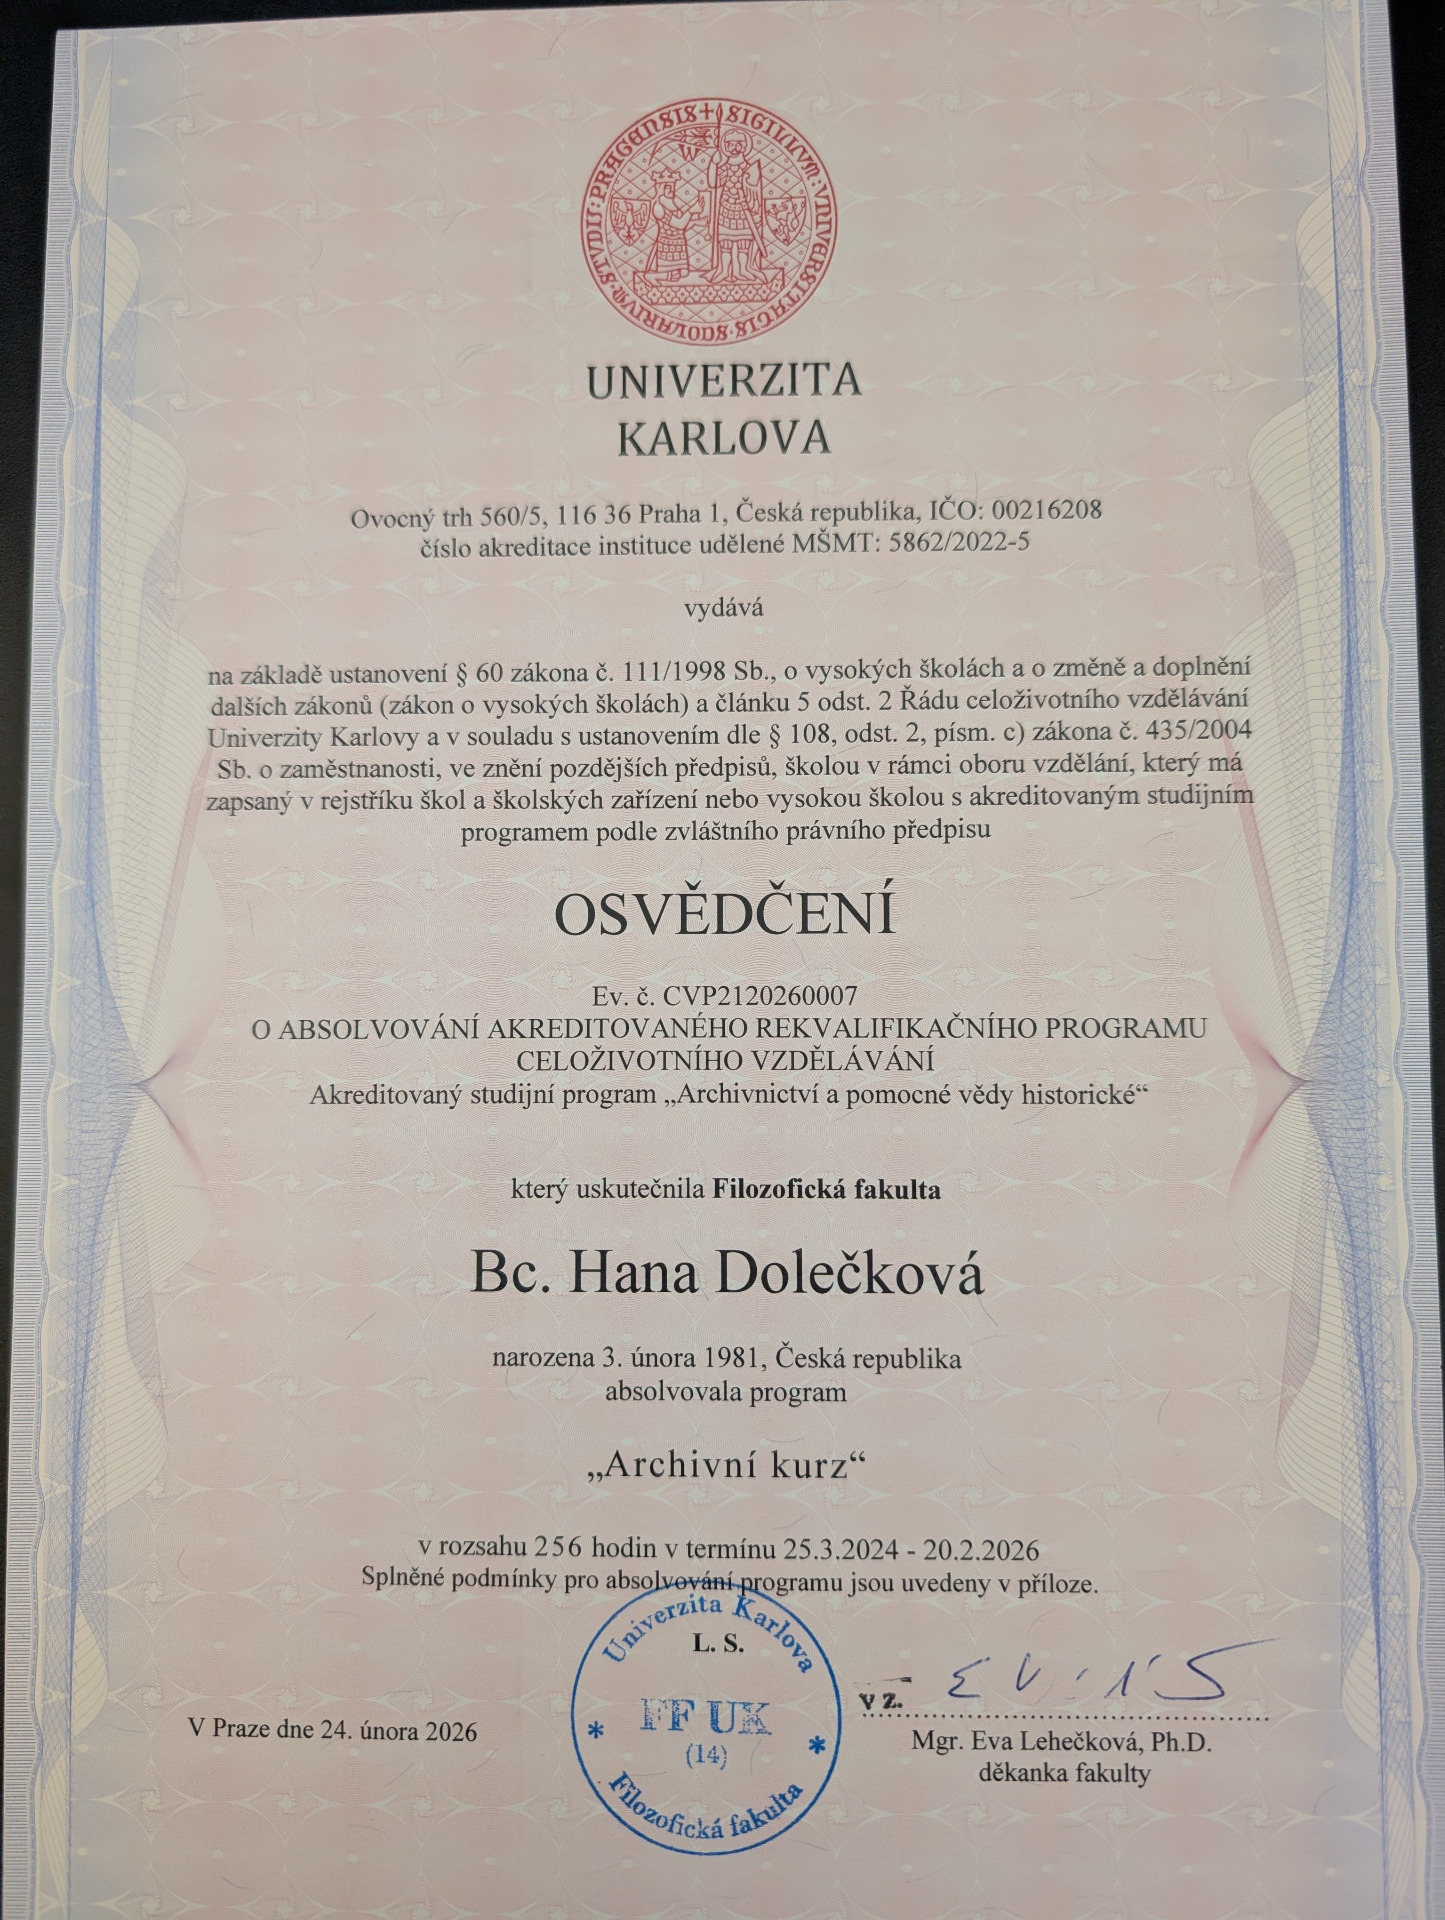 SIGILLVM · VNIVERSITATIS · SCOLARIVM · STVDII · PRAGENSIS
UNIVERZITA
KARLOVA
Ovocný trh 560/5, 116 36 Praha 1, Česká republika, IČO: 00216208
číslo akreditace instituce udělené MŠMT: 5862/2022-5
vydává
na základě ustanovení § 60 zákona č. 111/1998 Sb., o vysokých školách a o změně a doplnění
dalších zákonů (zákon o vysokých školách) a článku 5 odst. 2 Řádu celoživotního vzdělávání
Univerzity Karlovy a v souladu s ustanovením dle § 108, odst. 2, písm. c) zákona č. 435/2004
Sb. o zaměstnanosti, ve znění pozdějších předpisů, školou v rámci oboru vzdělání, který má
zapsaný v rejstříku škol a školských zařízení nebo vysokou školou s akreditovaným studijním
programem podle zvláštního právního předpisu
OSVĚDČENÍ
Ev. č. CVP2120260007
O ABSOLVOVÁNÍ AKREDITOVANÉHO REKVALIFIKAČNÍHO PROGRAMU
CELOŽIVOTNÍHO VZDĚLÁVÁNÍ
Akreditovaný studijní program „Archivnictví a pomocné vědy historické“
který uskutečnila Filozofická fakulta
Bc. Hana Dolečková
narozena 3. února 1981, Česká republika
absolvovala program
„Archivní kurz“
v rozsahu 256 hodin v termínu 25.3.2024 - 20.2.2026
Splněné podmínky pro absolvování programu jsou uvedeny v příloze.
Univerzita Karlova
L. S.
FF UK
(14)
Filozofická fakulta
V Praze dne 24. února 2026
v z.
Mgr. Eva Lehečková, Ph.D.
děkanka fakulty